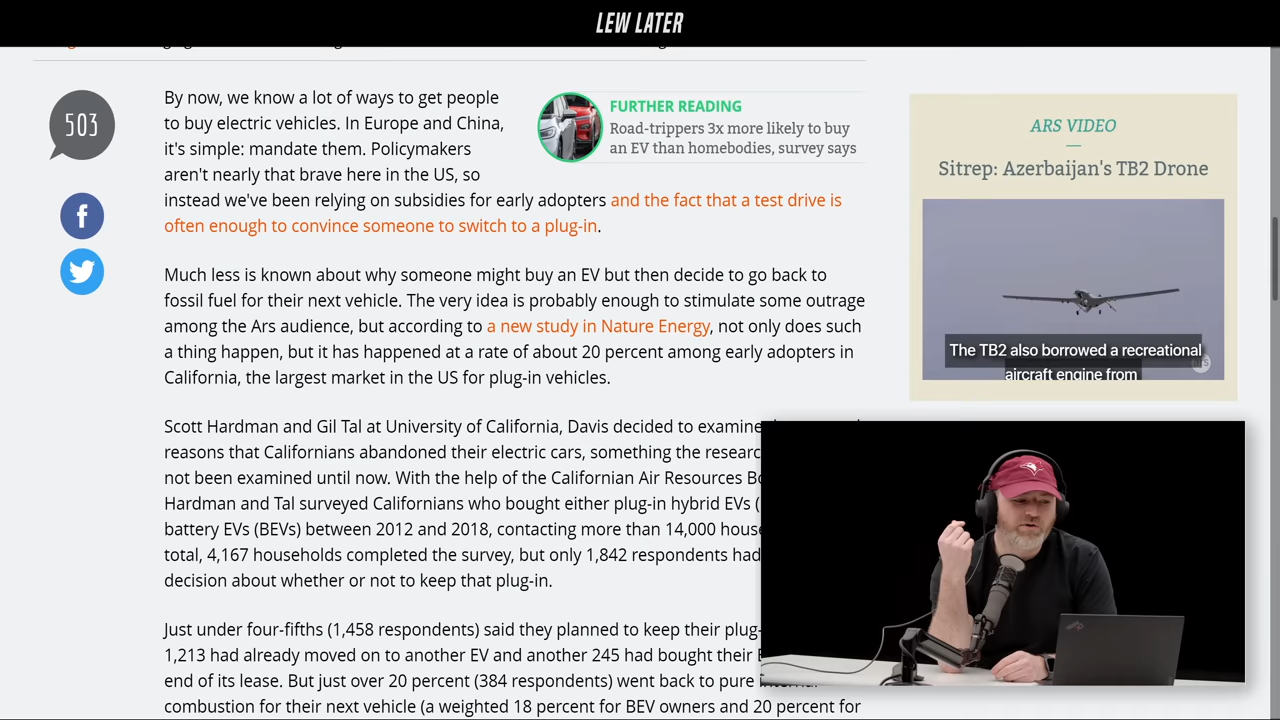 LEW LATER
503
By now, we know a lot of ways to get people
to buy electric vehicles. In Europe and China,
it's simple: mandate them. Policymakers
aren't nearly that brave here in the US, so
instead we've been relying on subsidies for early adopters and the fact that a test drive is
often enough to convince someone to switch to a plug-in.
FURTHER READING
Road-trippers 3x more likely to buy
an EV than homebodies, survey says
Much less is known about why someone might buy an EV but then decide to go back to
fossil fuel for their next vehicle. The very idea is probably enough to stimulate some outrage
among the Ars audience, but according to a new study in Nature Energy, not only does such
a thing happen, but it has happened at a rate of about 20 percent among early adopters in
California, the largest market in the US for plug-in vehicles.
Scott Hardman and Gil Tal at University of California, Davis decided to examine
reasons that Californians abandoned their electric cars, something the researc
not been examined until now. With the help of the Californian Air Resources Bo
Hardman and Tal surveyed Californians who bought either plug-in hybrid EVs (
battery EVs (BEVs) between 2012 and 2018, contacting more than 14,000 house
total, 4,167 households completed the survey, but only 1,842 respondents had
decision about whether or not to keep that plug-in.
Just under four-fifths (1,458 respondents) said they planned to keep their plug-
1,213 had already moved on to another EV and another 245 had bought their E
end of its lease. But just over 20 percent (384 respondents) went back to pure internal
combustion for their next vehicle (a weighted 18 percent for BEV owners and 20 percent for
ARS VIDEO
Sitrep: Azerbaijan's TB2 Drone
The TB2 also borrowed a recreational
aircraft engine from